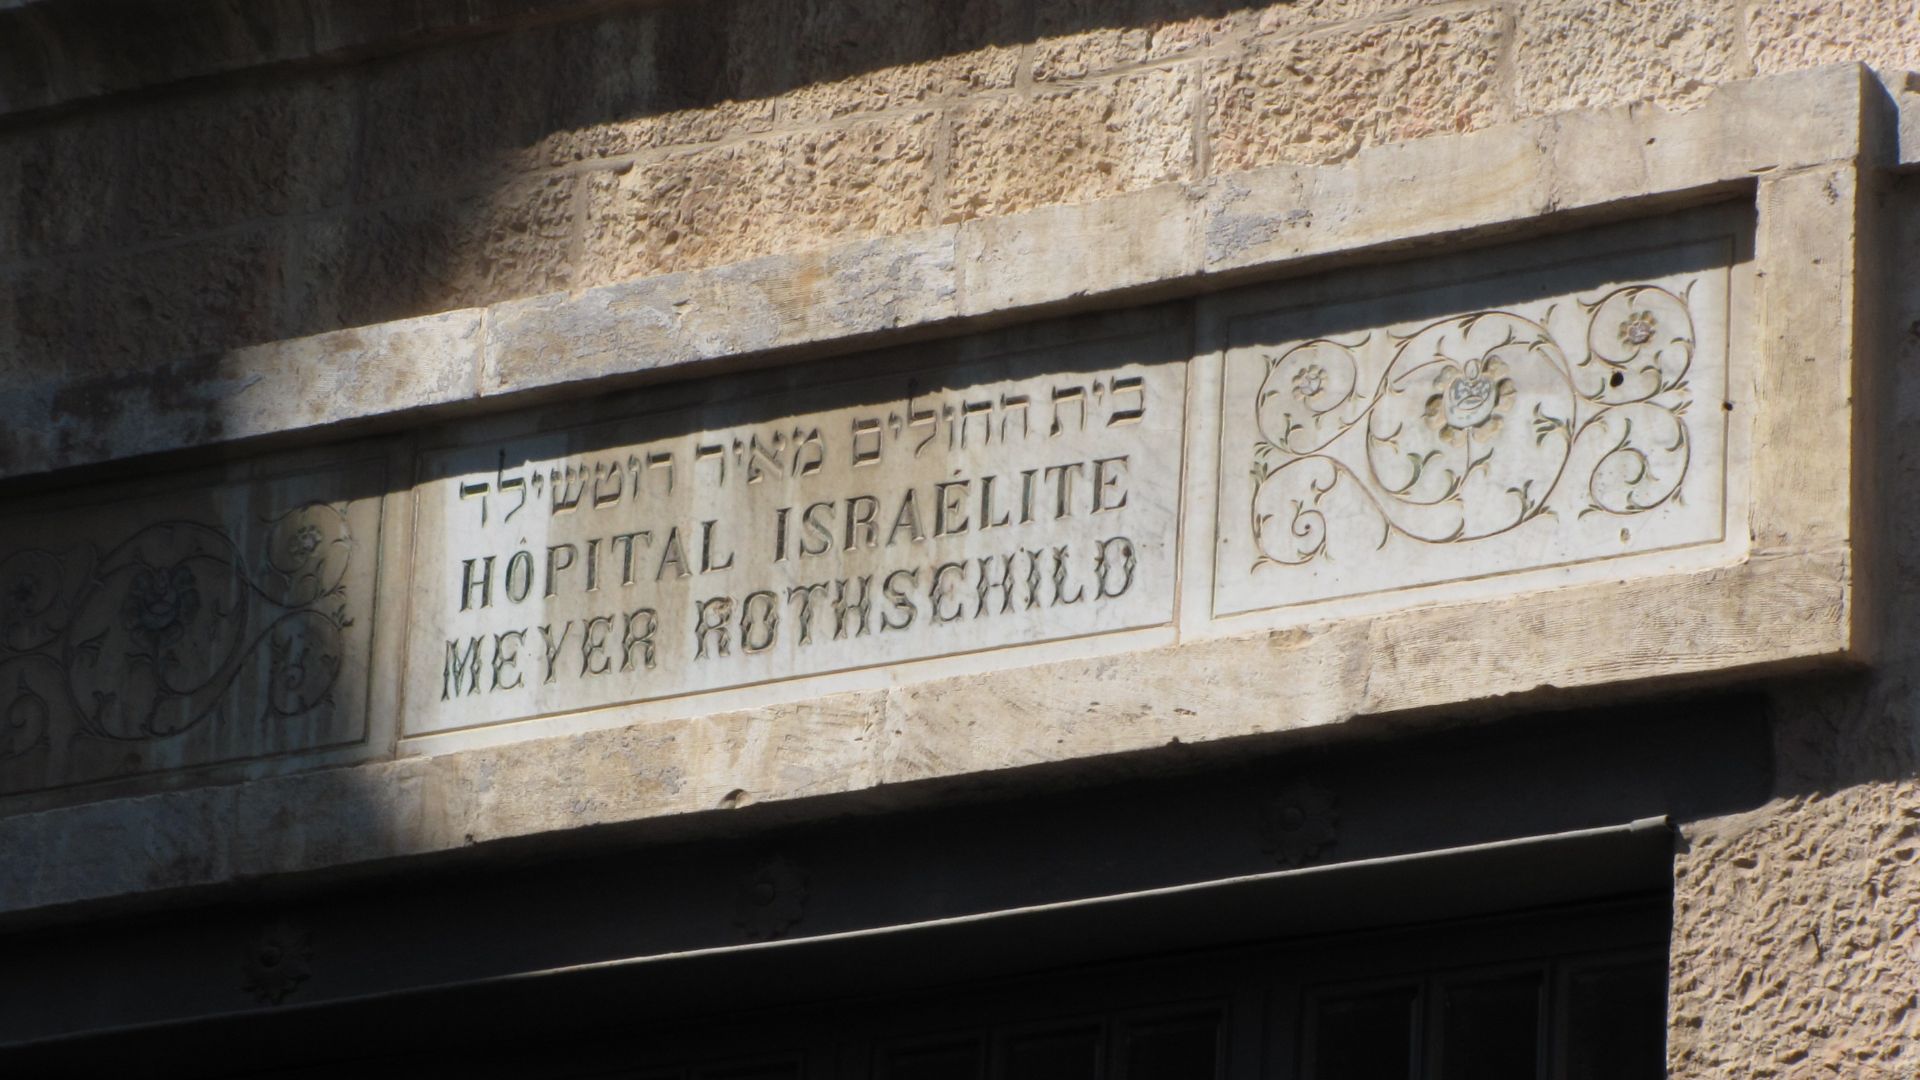 בית החולים מאיר רוטשילד
HÔPITAL ISRAÉLITE
MEYER ROTHSCHILD